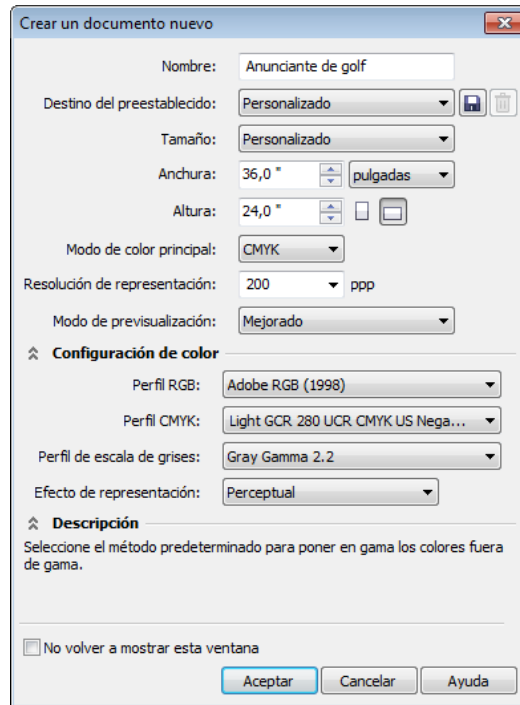 Crear un documento nuevo
Nombre: Anunciante de golf
Destino del preestablecido: Personalizado
Tamaño: Personalizado
Anchura: 36,0 " pulgadas
Altura: 24,0 "
Modo de color principal: CMYK
Resolución de representación: 200 ppp
Modo de previsualización: Mejorado
Configuración de color
Perfil RGB: Adobe RGB (1998)
Perfil CMYK: Light GCR 280 UCR CMYK US Nega...
Perfil de escala de grises: Gray Gamma 2.2
Efecto de representación: Perceptual
Descripción
Seleccione el método predeterminado para poner en gama los colores fuera
de gama.
No volver a mostrar esta ventana
Aceptar Cancelar Ayuda